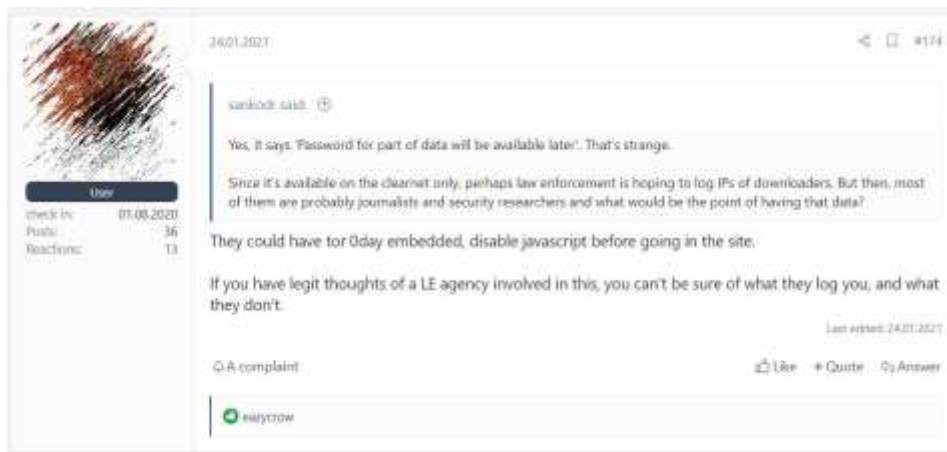 24.01.2021
#174
sankodr said:
Yes, it says 'Password for part of data will be available later'. That's strange.
Since it's available on the clearnet only, perhaps law enforcement is hoping to log IPs of downloaders. But then, most
of them are probably journalists and security researchers and what would be the point of having that data?
User
check in: 01.08.2020
Posts: 36
Reactions: 13
They could have tor 0day embedded, disable javascript before going in the site.
If you have legit thoughts of a LE agency involved in this, you can't be sure of what they log you, and what
they don't.
Last edited: 24.01.2021
A complaint
Like + Quote Answer
eazycrow